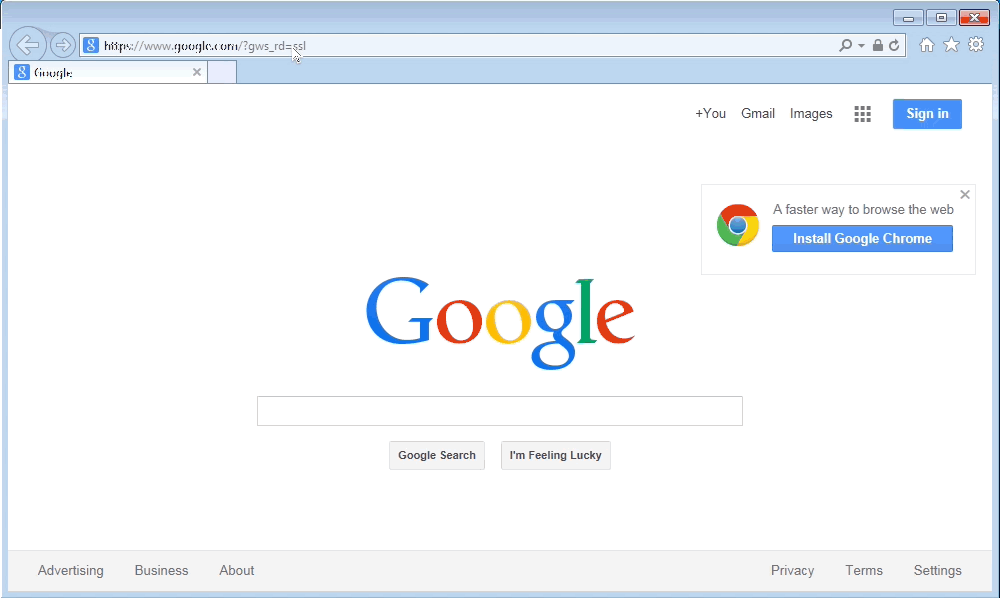 https://www.google.com/?gws_rd=ssl
Google
+You Gmail Images Sign in
A faster way to browse the web
Install Google Chrome
Google
Google Search I'm Feeling Lucky
Advertising Business About Privacy Terms Settings